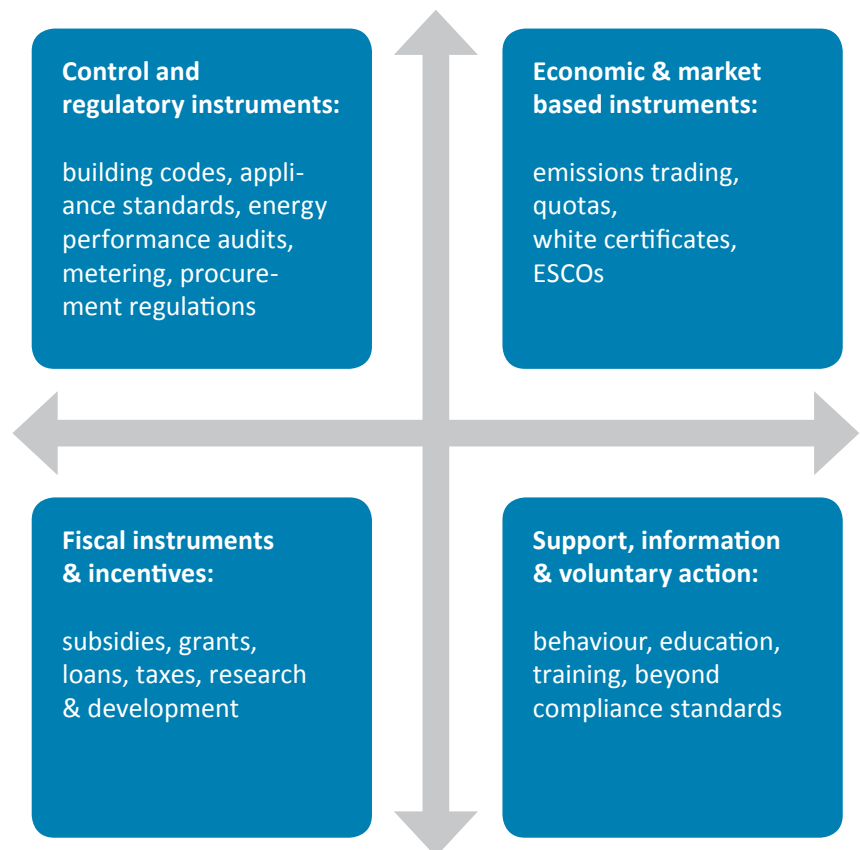 Control and
regulatory instruments:
building codes, appli-
ance standards, energy
performance audits,
metering, procure-
ment regulations
Economic & market
based instruments:
emissions trading,
quotas,
white certificates,
ESCOs
Fiscal instruments
& incentives:
subsidies, grants,
loans, taxes, research
& development
Support, information
& voluntary action:
behaviour, education,
training, beyond
compliance standards